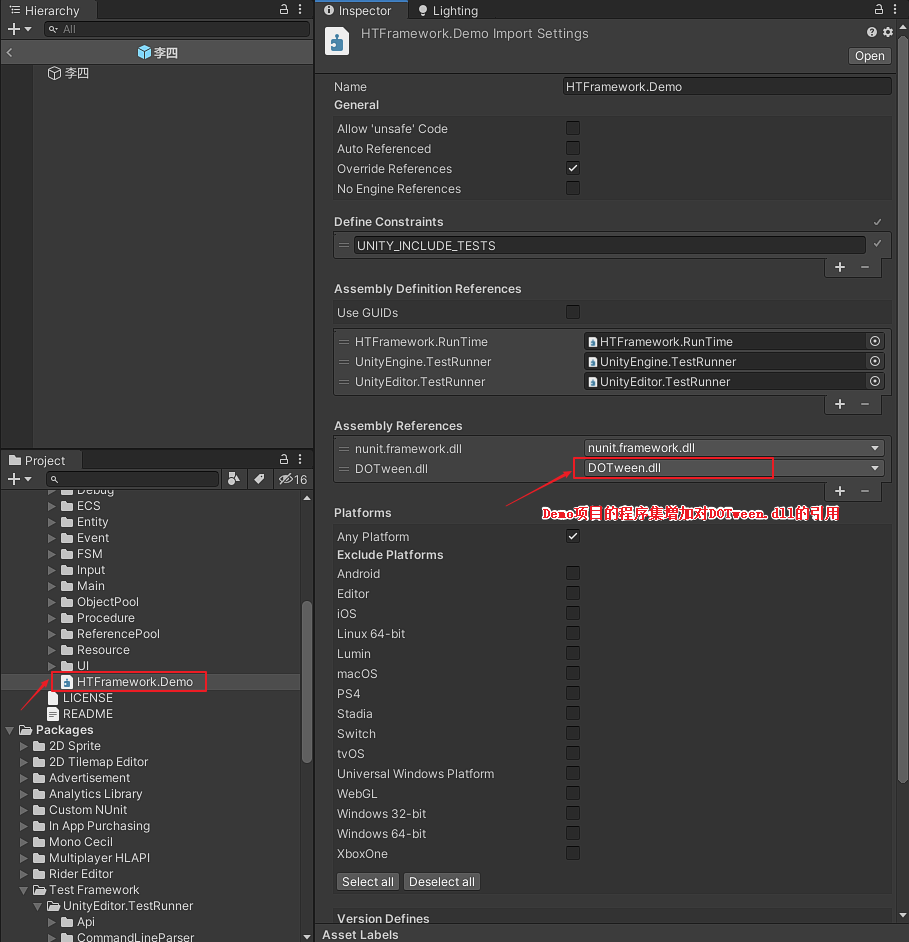 Hierarchy
All
李四
李四
Project
16
Debug
ECS
Entity
Event
FSM
Input
Main
ObjectPool
Procedure
ReferencePool
Resource
UI
HTFramework.Demo
LICENSE
README
Packages
2D Sprite
2D Tilemap Editor
Advertisement
Analytics Library
Custom NUnit
In App Purchasing
Mono Cecil
Multiplayer HLAPI
Rider Editor
Test Framework
UnityEditor.TestRunner
Api
CommandLineParser
Inspector
Lighting
HTFramework.Demo Import Settings
Open
Name HTFramework.Demo
General
Allow 'unsafe' Code
Auto Referenced
Override References
No Engine References
Define Constraints
UNITY_INCLUDE_TESTS
Assembly Definition References
Use GUIDs
HTFramework.RunTime HTFramework.RunTime
UnityEngine.TestRunner UnityEngine.TestRunner
UnityEditor.TestRunner UnityEditor.TestRunner
Assembly References
nunit.framework.dll nunit.framework.dll
DOTween.dll DOTween.dll
Demo项目的程序集增加对DOTween.dll的引用
Platforms
Any Platform
Exclude Platforms
Android
Editor
iOS
Linux 64-bit
Lumin
macOS
PS4
Stadia
Switch
tvOS
Universal Windows Platform
WebGL
Windows 32-bit
Windows 64-bit
XboxOne
Select all Deselect all
Version Defines
Asset Labels